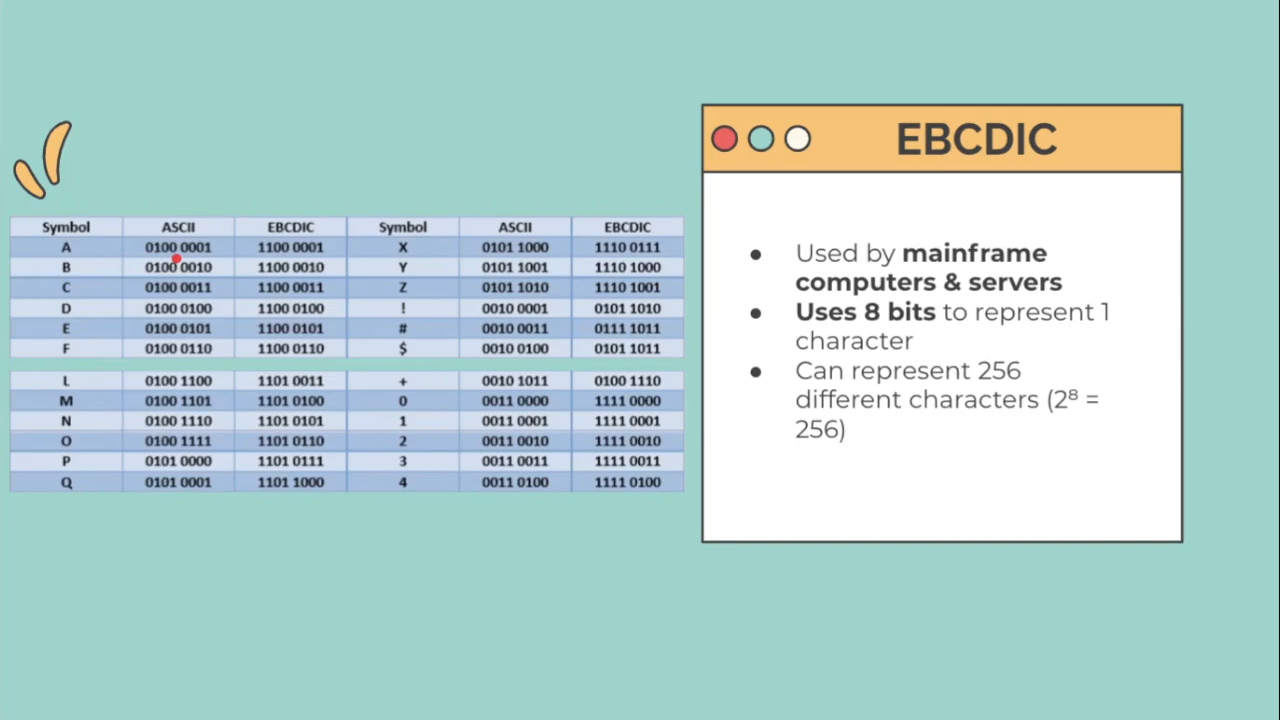 Symbol ASCII EBCDIC Symbol ASCII EBCDIC
A 0100 0001 1100 0001 X 0101 1000 1110 0111
B 0100 0010 1100 0010 Y 0101 1001 1110 1000
C 0100 0011 1100 0011 Z 0101 1010 1110 1001
D 0100 0100 1100 0100 ! 0010 0001 0101 1010
E 0100 0101 1100 0101 # 0010 0011 0111 1011
F 0100 0110 1100 0110 $ 0010 0100 0101 1011
L 0100 1100 1101 0011 + 0010 1011 0100 1110
M 0100 1101 1101 0100 0 0011 0000 1111 0000
N 0100 1110 1101 0101 1 0011 0001 1111 0001
O 0100 1111 1101 0110 2 0011 0010 1111 0010
P 0101 0000 1101 0111 3 0011 0011 1111 0011
Q 0101 0001 1101 1000 4 0011 0100 1111 0100
EBCDIC
● Used by mainframe
computers & servers
● Uses 8 bits to represent 1
character
● Can represent 256
different characters (2⁸ =
256)